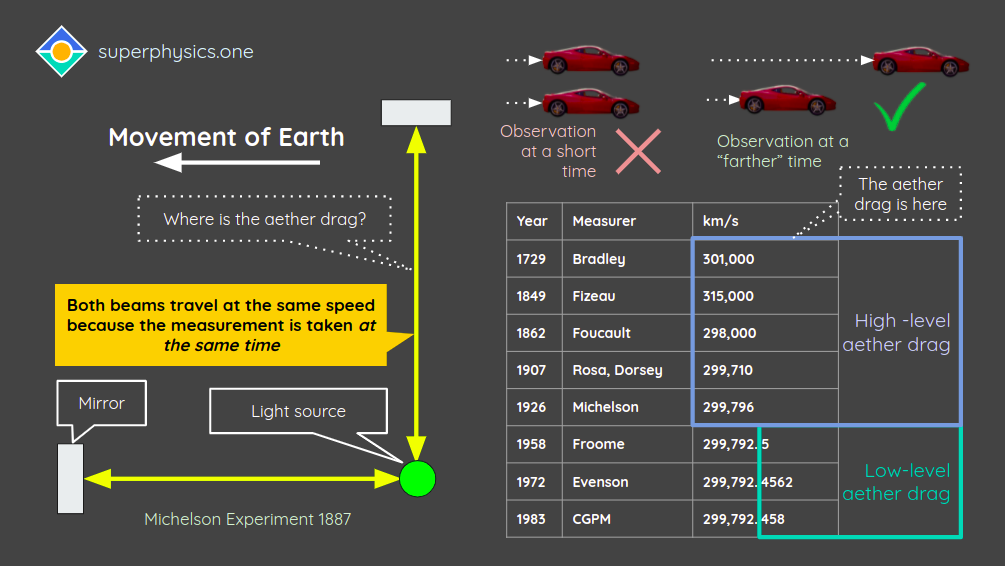 superphysics.one
Movement of Earth
Where is the aether drag?
Both beams travel at the same speed
because the measurement is taken at
the same time
Mirror
Light source
Michelson Experiment 1887
Observation
at a short
time
Observation at a
“farther” time
The aether
drag is here
Year Measurer km/s
1729 Bradley 301,000
1849 Fizeau 315,000
1862 Foucault 298,000
1907 Rosa, Dorsey 299,710
1926 Michelson 299,796
1958 Froome 299,792.5
1972 Evenson 299,792.4562
1983 CGPM 299,792.458
High -level
aether drag
Low-level
aether drag